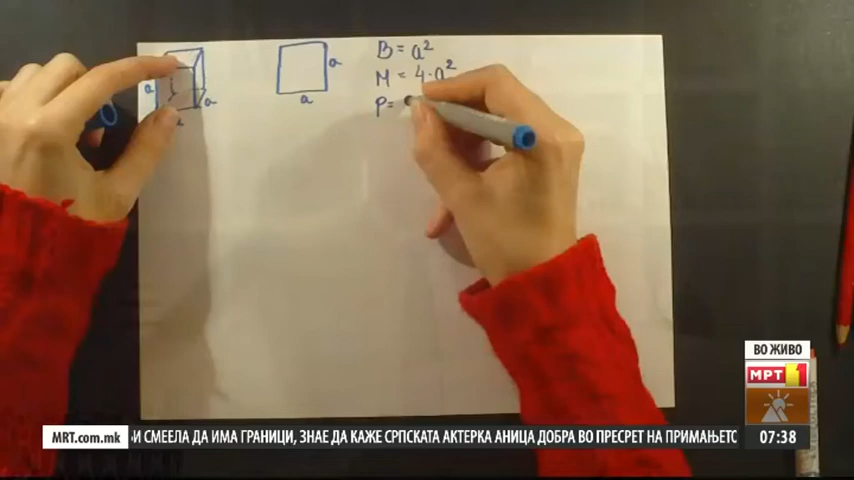 B = a²
a
M = 4·a²
a
a
P=
a
ВО ЖИВО
МРТ 1
MRT.com.mk
И СМЕЕЛА ДА ИМА ГРАНИЦИ, ЗНАЕ ДА КАЖЕ СРПСКАТА АКТЕРКА АНИЦА ДОБРА ВО ПРЕСРЕТ НА ПРИМАЊЕТО
07:38